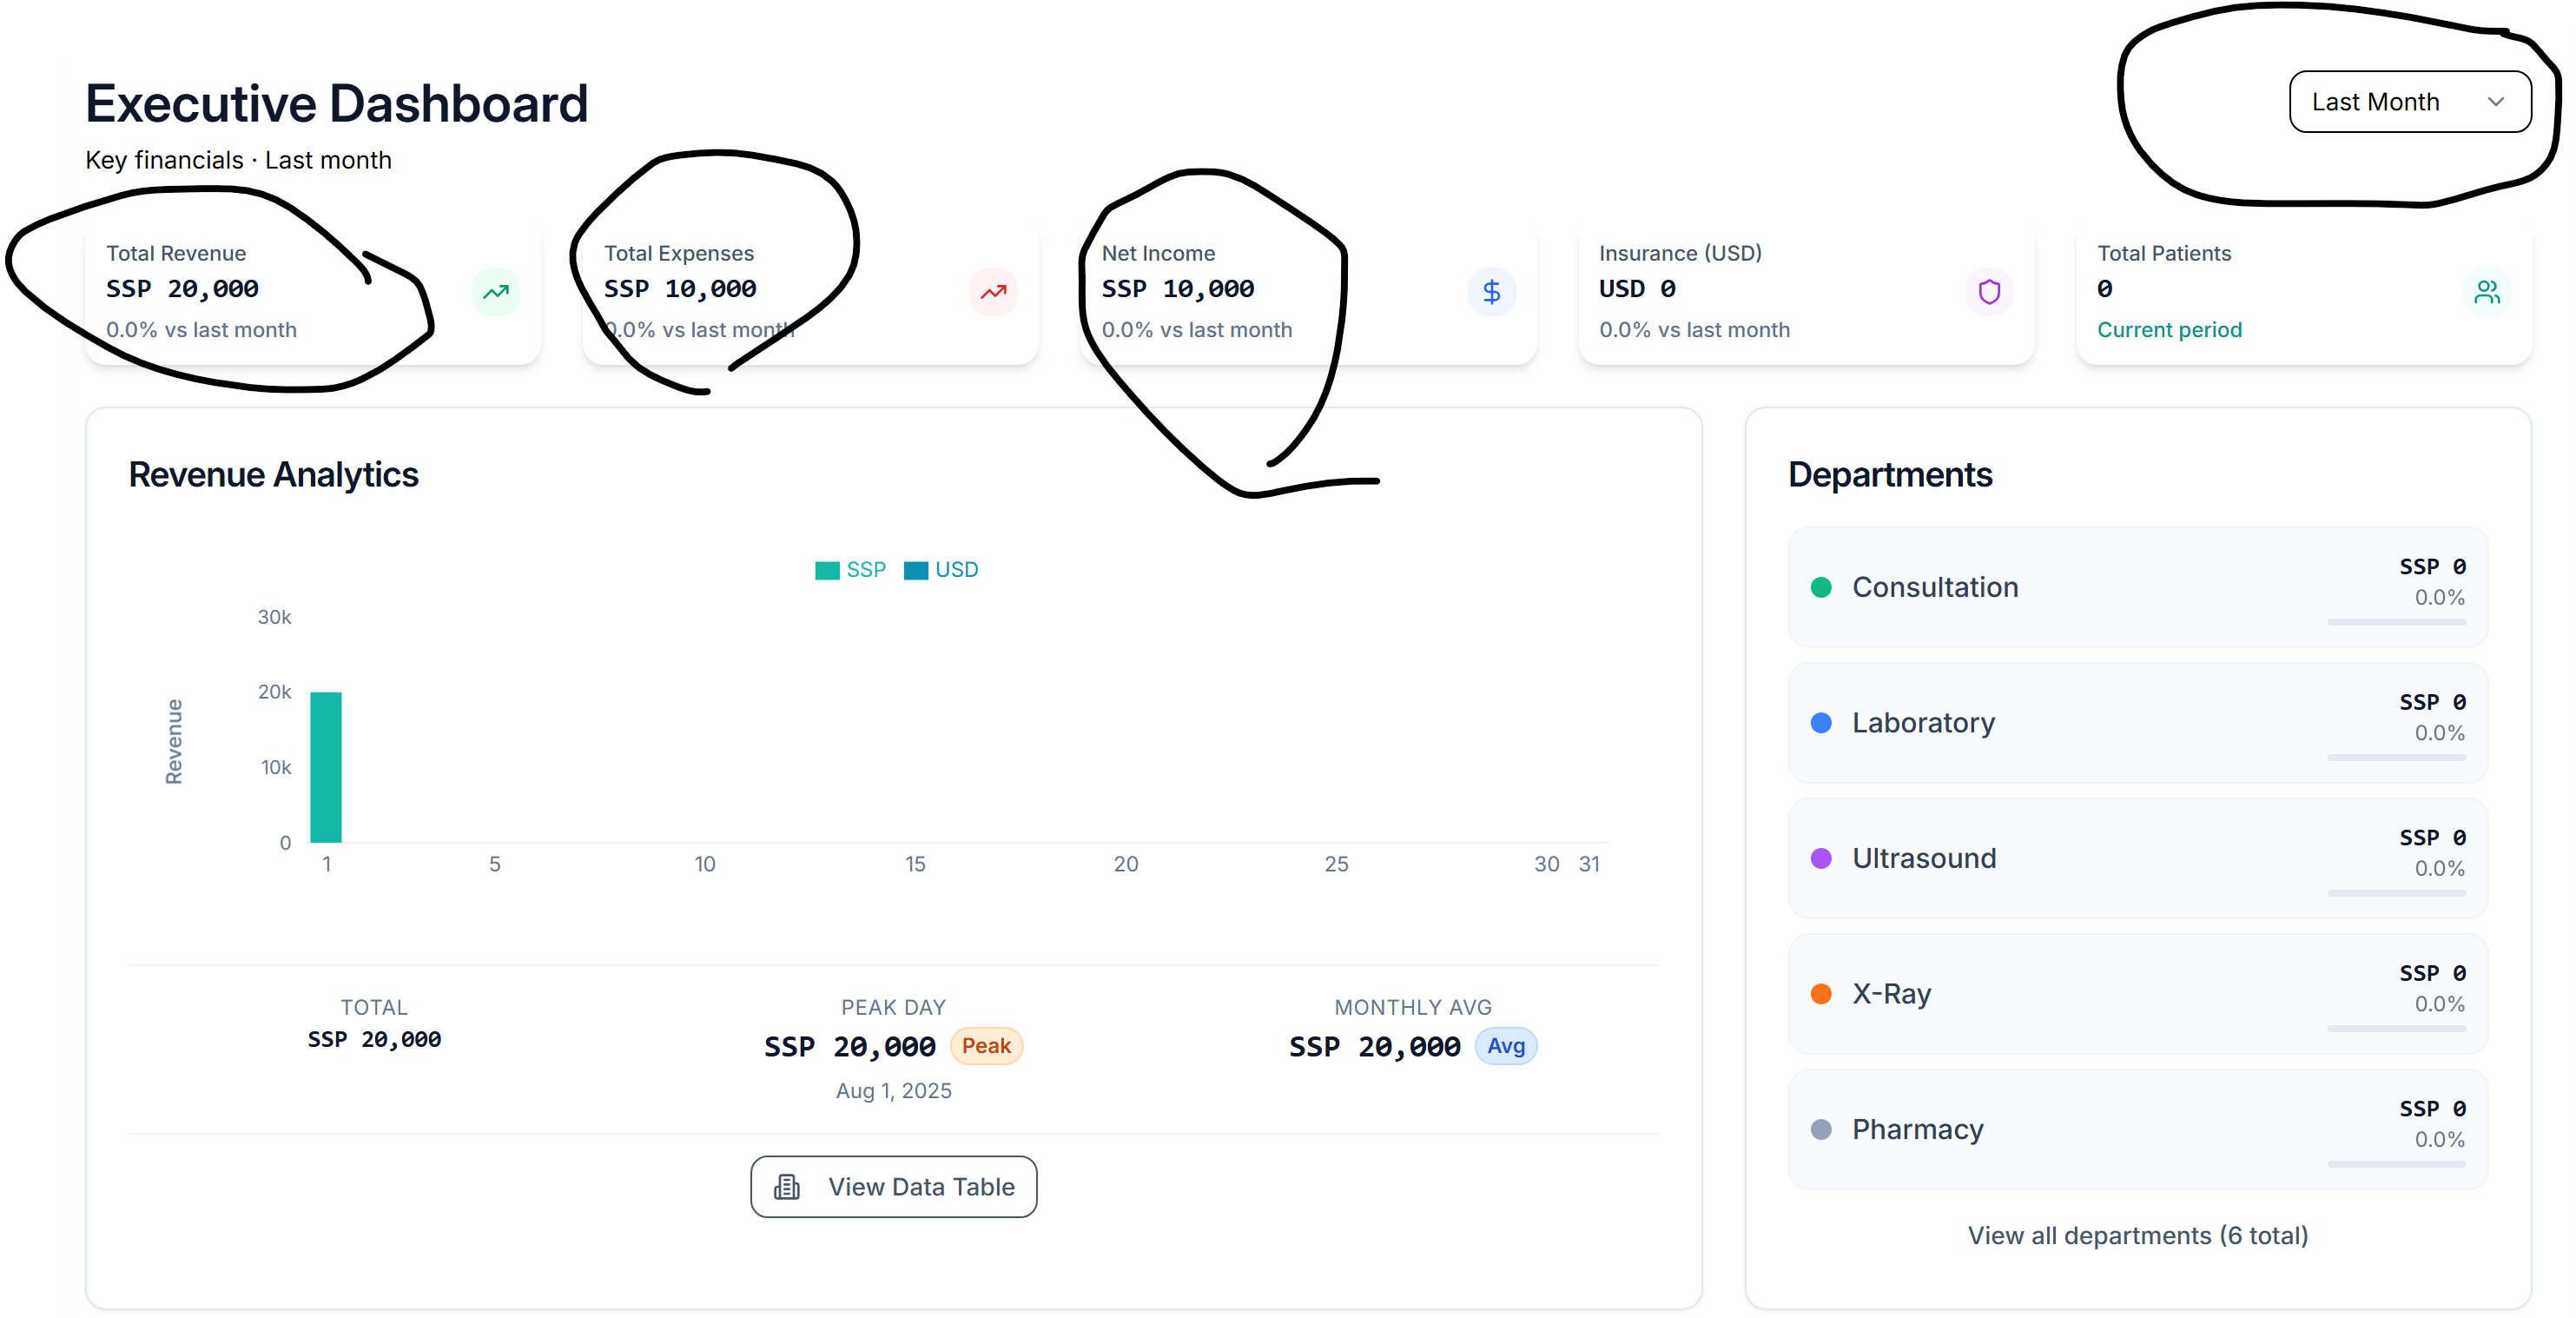 Executive Dashboard
Last Month
Key financials · Last month
Total Revenue
SSP 20,000
0.0% vs last month
Total Expenses
SSP 10,000
0.0% vs last month
Net Income
SSP 10,000
0.0% vs last month
Insurance (USD)
USD 0
0.0% vs last month
Total Patients
0
Current period
Revenue Analytics
SSP USD
Revenue
30k
20k
10k
0
1 5 10 15 20 25 30 31
TOTAL
SSP 20,000
PEAK DAY
SSP 20,000 Peak
Aug 1, 2025
MONTHLY AVG
SSP 20,000 Avg
View Data Table
Departments
Consultation
SSP 0
0.0%
Laboratory
SSP 0
0.0%
Ultrasound
SSP 0
0.0%
X-Ray
SSP 0
0.0%
Pharmacy
SSP 0
0.0%
View all departments (6 total)